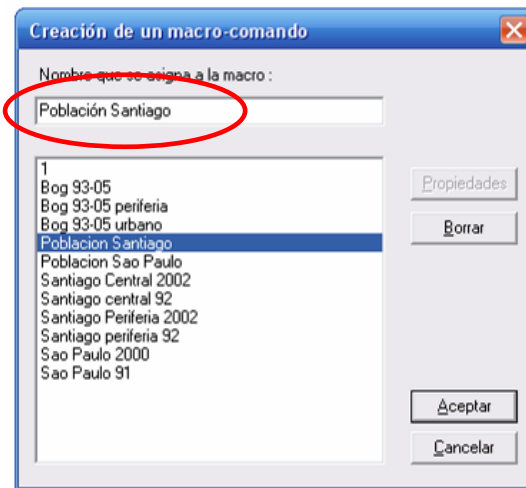 Creación de un macro-comando
Nombre que se asigna a la macro :
Población Santiago
1
Bog 93-05
Bog 93-05 periferia
Bog 93-05 urbano
Poblacion Santiago
Poblacion Sao Paulo
Santiago Central 2002
Santiago central 92
Santiago Periferia 2002
Santiago periferia 92
Sao Paulo 2000
Sao Paulo 91
Propiedades
Borrar
Aceptar
Cancelar